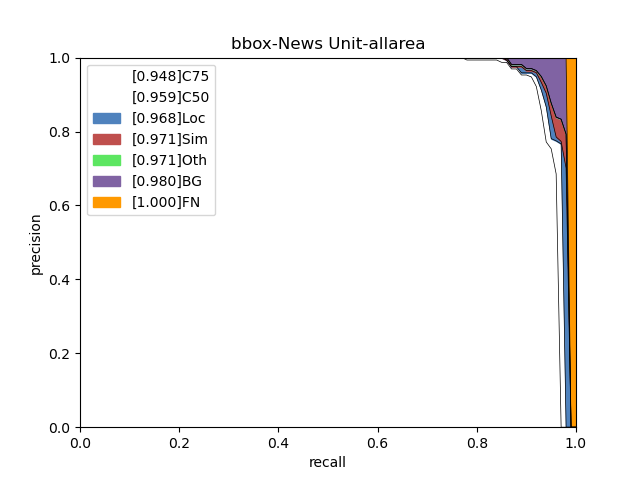 bbox-News Unit-allarea
1.0
0.8
0.6
0.4
0.2
0.0
precision
[0.948]C75
[0.959]C50
[0.968]Loc
[0.971]Sim
[0.971]Oth
[0.980]BG
[1.000]FN
0.0 0.2 0.4 0.6 0.8 1.0
recall